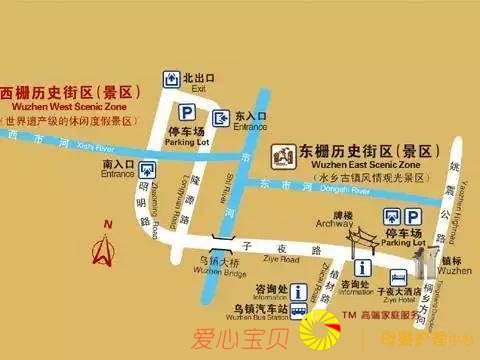 北出口
Exit
西栅历史街区(景区)
Wuzhen West Scenic Zone
(世界遗产级的休闲度假景区)
P
停车场
Parking Lot
东入口
Entrance
西市河
Xishi River
南入口
Entrance
昭明路
Zhaoming Road
隆源路
Longyuan Road
市河
Shi River
东栅历史街区(景区)
Wuzhen East Scenic Zone
(水乡古镇风情观光景区)
东市河
Dongshi River
姚震公路
牌楼
Archway
P
停车场
Parking Lot
镇标
Wuzhen
乌镇大桥
Wuzhen Bridge
子夜路
Ziye Road
植材路
Zhicai Road
咨询处
Information
乌镇汽车站
Wuzhen Bus Station
咨询处
Information
子夜大酒店
Ziye Hotel
桐乡方向
爱心宝贝
TM 高端家庭服务
母婴护理中心